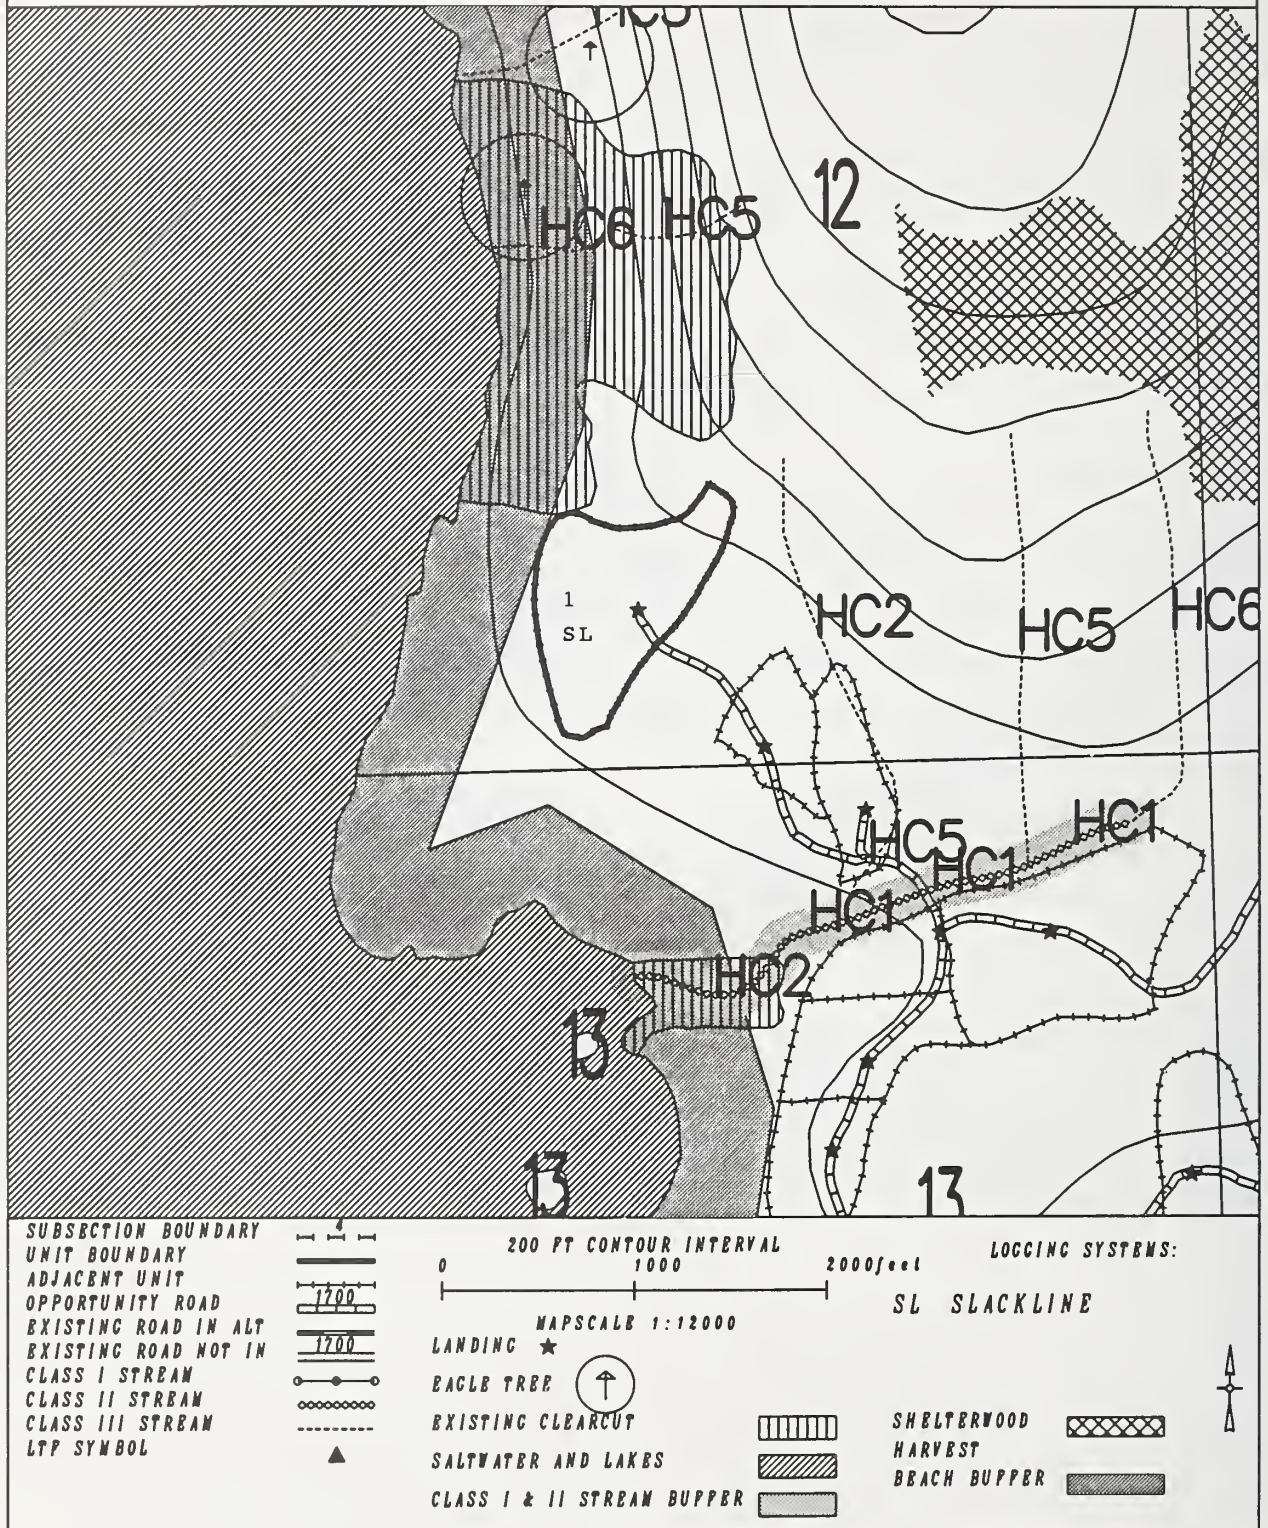 HC5
12
HC6 HC5
1
SL
HC2
HC5
HC6
HC5
HC1
HC1
HC1
HC2
13
13
13
SUBSECTION BOUNDARY 4
UNIT BOUNDARY
ADJACENT UNIT
OPPORTUNITY ROAD 1700
EXISTING ROAD IN ALT
EXISTING ROAD NOT IN 1700
CLASS I STREAM
CLASS II STREAM
CLASS III STREAM
LTF SYMBOL
200 FT CONTOUR INTERVAL
0 1000 2000feet
MAPSCALE 1:12000
LANDING
EAGLE TREE
EXISTING CLEARCUT
SALTWATER AND LAKES
CLASS I & II STREAM BUFFER
LOGGING SYSTEMS:
SL SLACKLINE
SHELTERWOOD
HARVEST
BEACH BUFFER